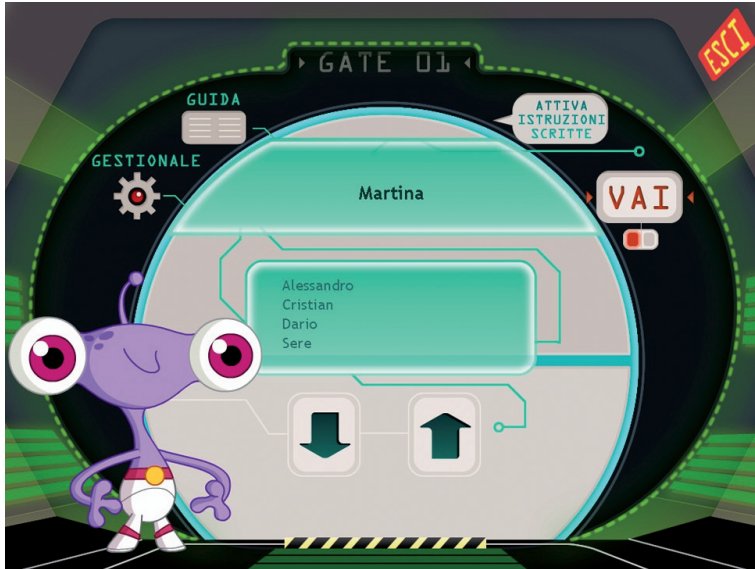 GATE 01
ESCI
GUIDA
ATTIVA
ISTRUZIONI
SCRITTE
GESTIONALE
Martina
VAI
Alessandro
Cristian
Dario
Sere